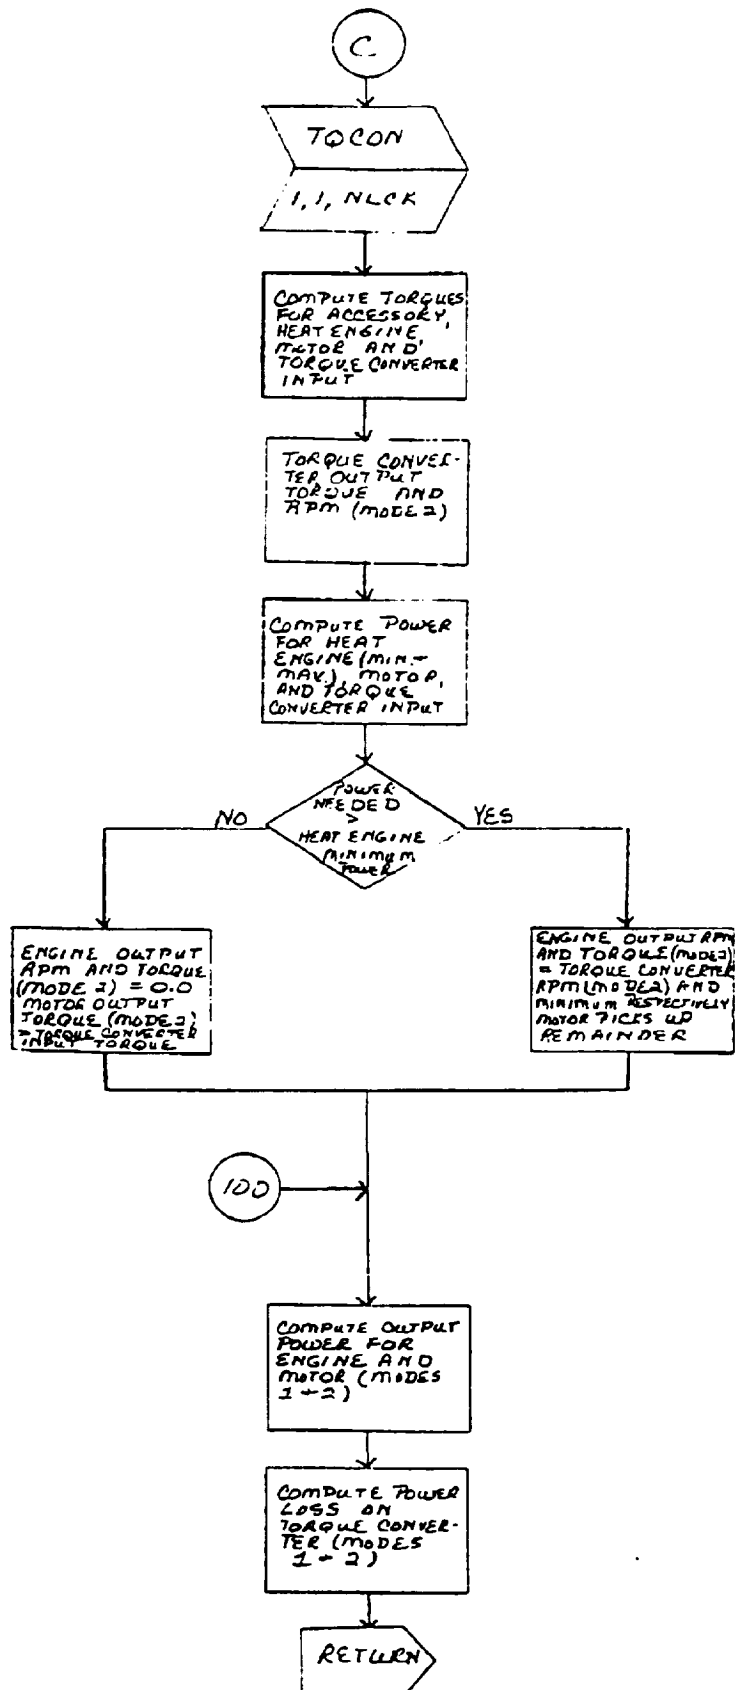 C
TQCON
1, 1, NLCK
COMPUTE TORQUES
FOR ACCESSORY,
HEAT ENGINE,
MOTOR AND
TORQUE CONVERTER
INPUT
TORQUE CONVER-
TER OUTPUT
TORQUE AND
RPM (MODE 2)
COMPUTE POWER
FOR HEAT
ENGINE (MIN. +
MAX.), MOTOR,
AND TORQUE
CONVERTER INPUT
POWER
NEEDED
>
HEAT ENGINE
MINIMUM
POWER
NO
YES
ENGINE OUTPUT
RPM AND TORQUE
(MODE 2) = 0.0
MOTOR OUTPUT
TORQUE (MODE 2)
= TORQUE CONVERTER
INPUT TORQUE
ENGINE OUTPUT RPM
AND TORQUE (MODE 2)
= TORQUE CONVERTER
RPM (MODE 2) AND
MINIMUM RESPECTIVELY
MOTOR PICKS UP
REMAINDER
100
COMPUTE OUTPUT
POWER FOR
ENGINE AND
MOTOR (MODES
1 + 2)
COMPUTE POWER
LOSS ON
TORQUE CONVER-
TER (MODES
1 + 2)
RETURN